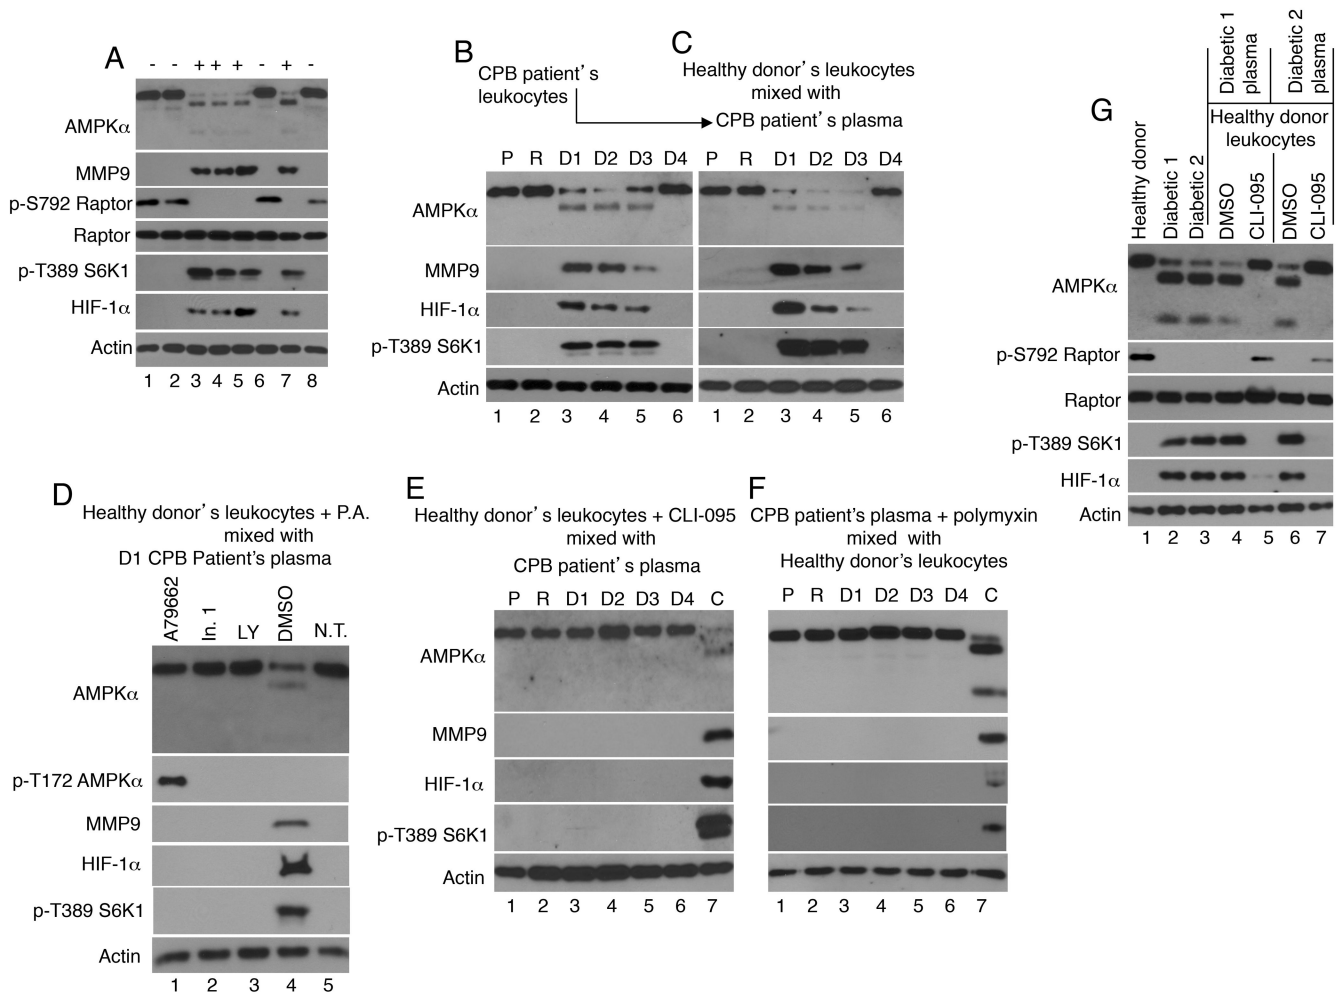 A
- - + + + - + -
AMPKα
MMP9
p-S792 Raptor
Raptor
p-T389 S6K1
HIF-1α
Actin
1 2 3 4 5 6 7 8
B
CPB patient's
leukocytes
P R D1 D2 D3 D4
AMPKα
MMP9
HIF-1α
p-T389 S6K1
Actin
1 2 3 4 5 6
C
Healthy donor's leukocytes
mixed with
CPB patient's plasma
P R D1 D2 D3 D4
1 2 3 4 5 6
D
Healthy donor's leukocytes + P.A.
mixed with
D1 CPB Patient's plasma
A79662 In. 1 LY DMSO N.T.
AMPKα
p-T172 AMPKα
MMP9
HIF-1α
p-T389 S6K1
Actin
1 2 3 4 5
E
Healthy donor's leukocytes + CLI-095
mixed with
CPB patient's plasma
P R D1 D2 D3 D4 C
AMPKα
MMP9
HIF-1α
p-T389 S6K1
Actin
1 2 3 4 5 6 7
F
CPB patient's plasma + polymyxin
mixed with
Healthy donor's leukocytes
P R D1 D2 D3 D4 C
1 2 3 4 5 6 7
G
Diabetic 1
plasma
Diabetic 2
plasma
Healthy donor
leukocytes
Healthy donor
Diabetic 1
Diabetic 2
DMSO
CLI-095
DMSO
CLI-095
AMPKα
p-S792 Raptor
Raptor
p-T389 S6K1
HIF-1α
Actin
1 2 3 4 5 6 7